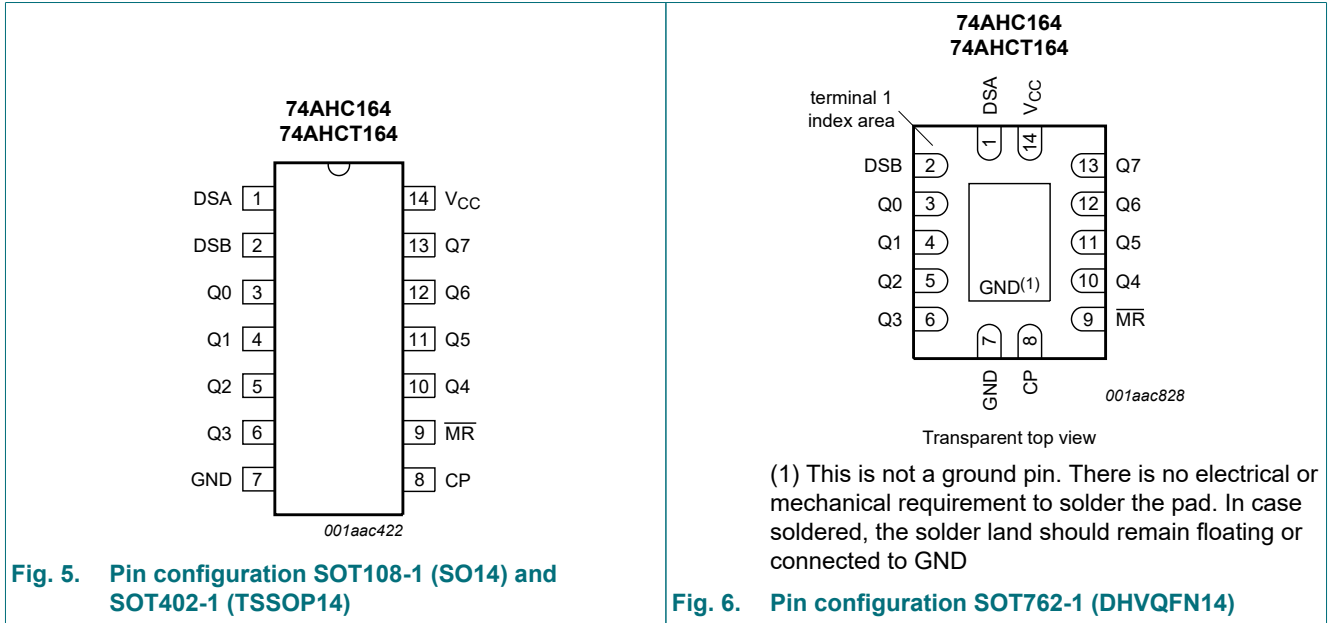 74AHC164
74AHCT164
DSA 1
14 VCC
DSB 2
13 Q7
Q0 3
12 Q6
Q1 4
11 Q5
Q2 5
10 Q4
Q3 6
9 MR
GND 7
8 CP
001aac422
Fig. 5. Pin configuration SOT108-1 (SO14) and
SOT402-1 (TSSOP14)
74AHC164
74AHCT164
terminal 1
index area
DSA
VCC
1
14
DSB 2
13 Q7
Q0 3
12 Q6
Q1 4
11 Q5
Q2 5
10 Q4
GND(1)
Q3 6
9 MR
7
8
GND
CP
001aac828
Transparent top view
(1) This is not a ground pin. There is no electrical or
mechanical requirement to solder the pad. In case
soldered, the solder land should remain floating or
connected to GND
Fig. 6. Pin configuration SOT762-1 (DHVQFN14)